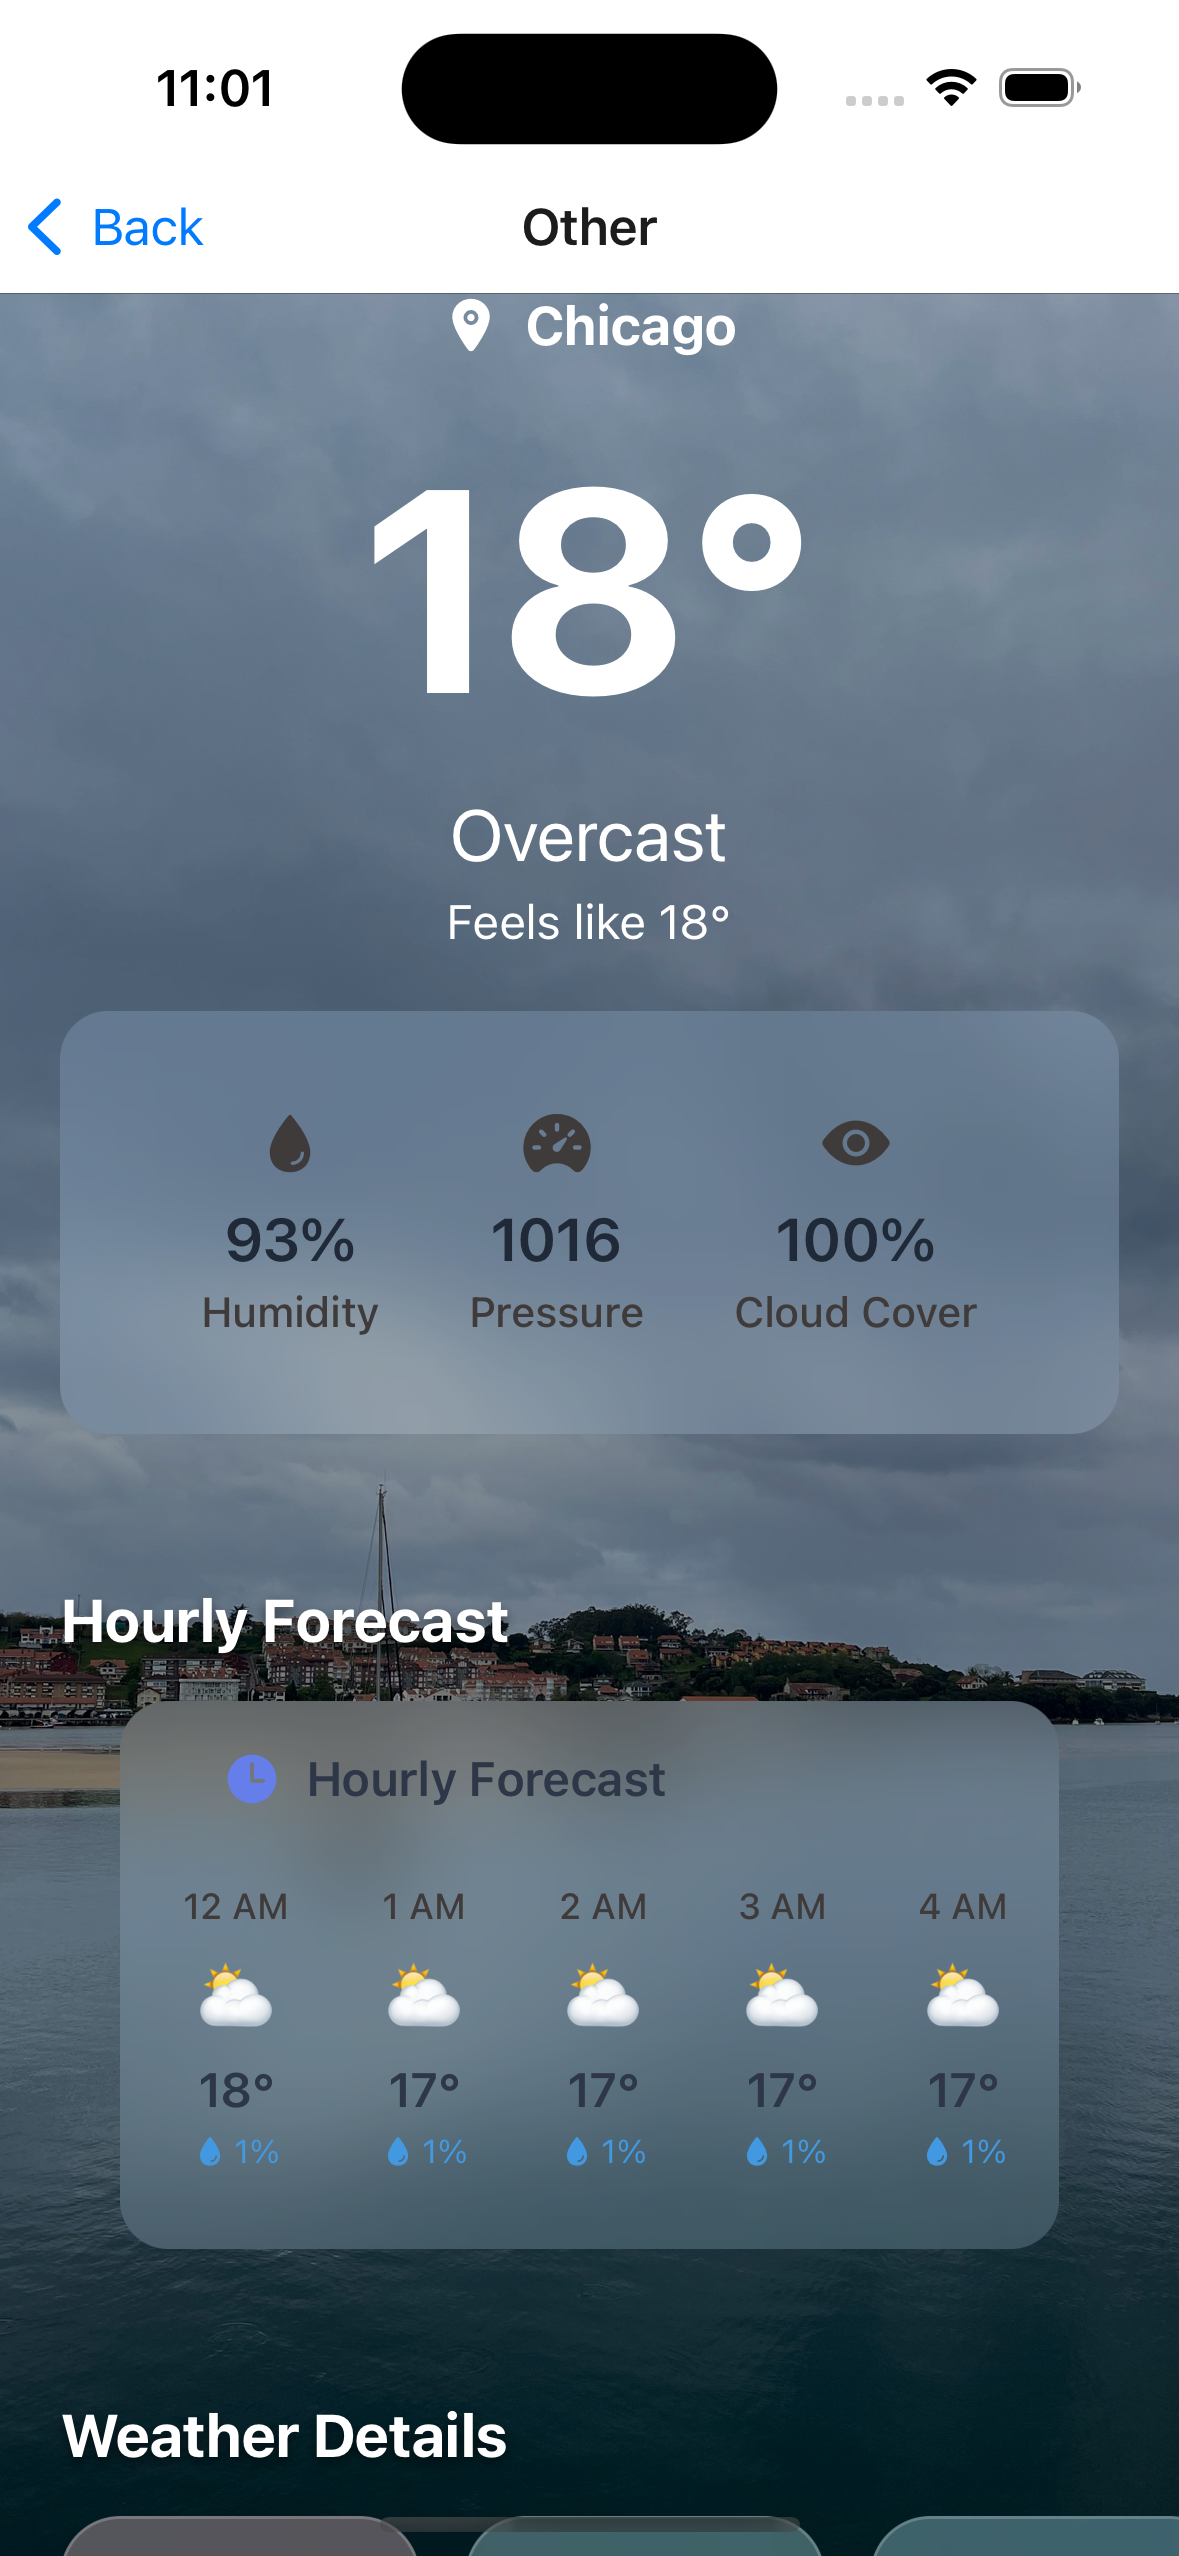 11:01
Back
Other
Chicago
18°
Overcast
Feels like 18°
93%
1016
100%
Humidity
Pressure
Cloud Cover
Hourly Forecast
Hourly Forecast
12 AM
1 AM
2 AM
3 AM
4 AM
18°
17°
17°
17°
17°
1%
1%
1%
1%
1%
Weather Details